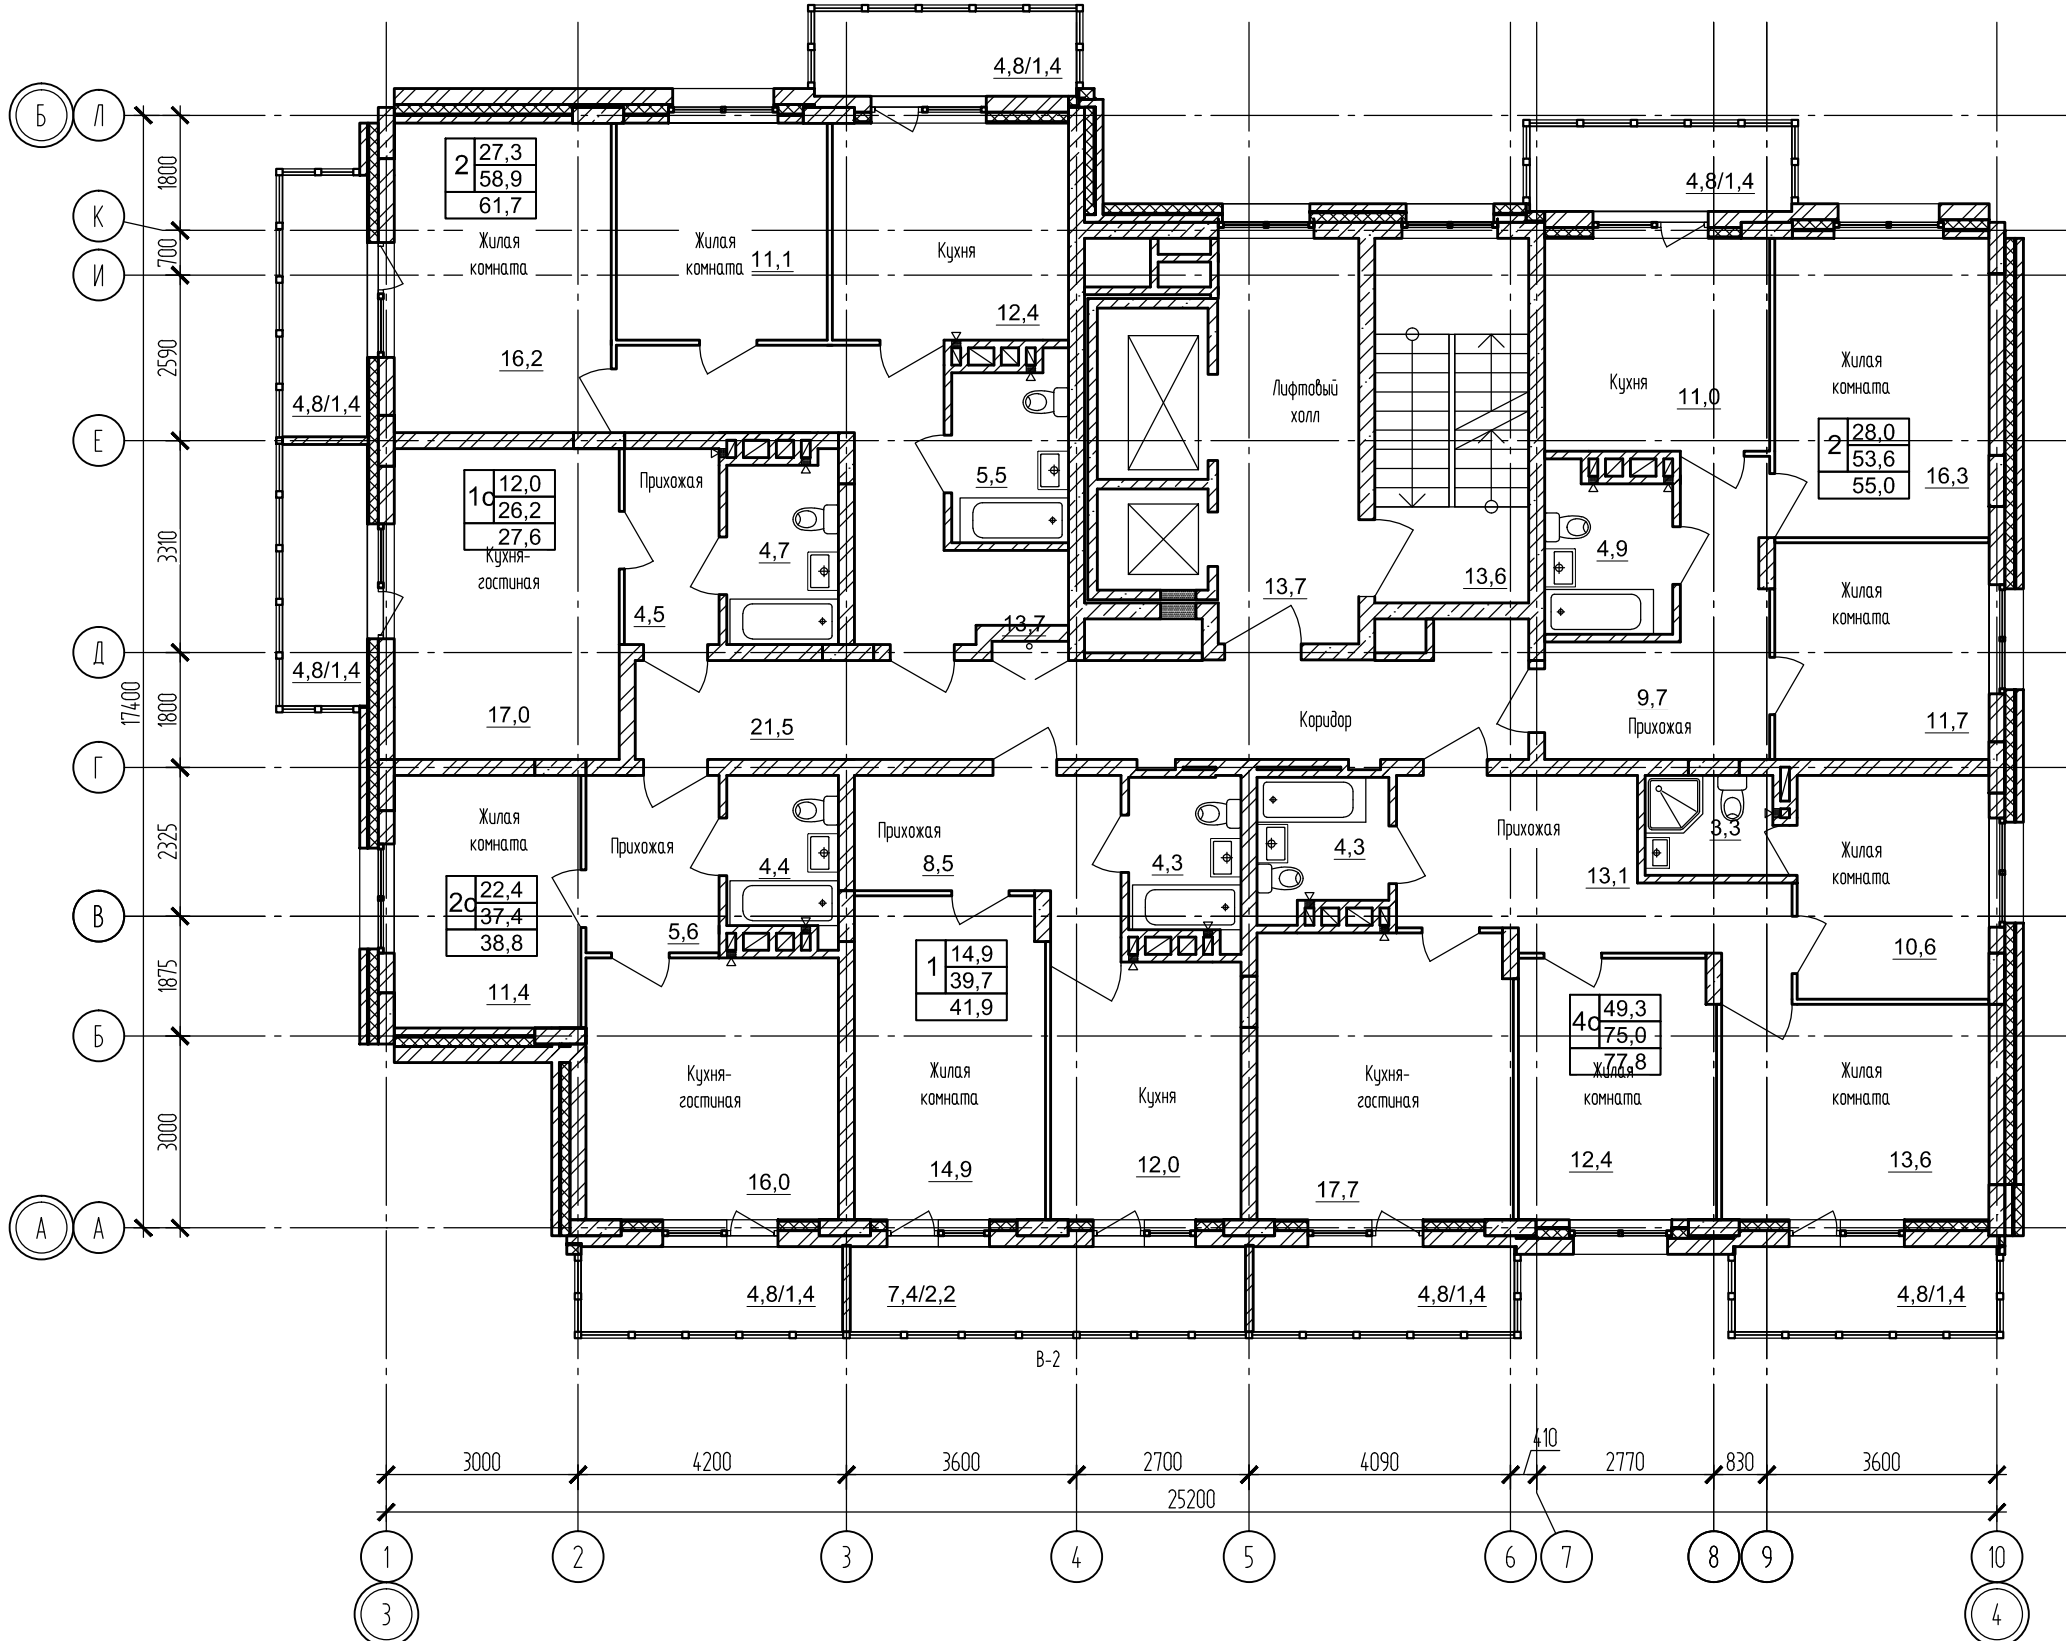 4,8/1,4
Б
Л
2
27,3
58,9
61,7
4,8/1,4
1800
К
Жилая
комната
Жилая
комната
11,1
Кухня
700
И
12,4
2590
16,2
Лифтовый
холл
Кухня
11,0
Жилая
комната
4,8/1,4
Е
2
28,0
53,6
55,0
16,3
1с
12,0
26,2
27,6
Прихожая
5,5
3310
Кухня-
гостиная
4,7
4,9
13,6
13,7
Жилая
комната
4,5
13,7
Д
4,8/1,4
17400
1800
17,0
21,5
Коридор
9,7
Прихожая
11,7
Г
2325
Жилая
комната
Прихожая
4,4
Прихожая
8,5
4,3
4,3
Прихожая
13,1
3,3
Жилая
комната
2с
22,4
37,4
38,8
В
5,6
1
14,9
39,7
41,9
10,6
1875
11,4
4с
49,3
75,0
77,8
Б
Кухня-
гостиная
Жилая
комната
Кухня
Кухня-
гостиная
Жилая
комната
Жилая
комната
3000
16,0
14,9
12,0
17,7
12,4
13,6
А
А
4,8/1,4
7,4/2,2
4,8/1,4
4,8/1,4
В-2
3000
4200
3600
2700
4090
410
2770
830
3600
25200
1
2
3
4
5
6
7
8
9
10
3
4